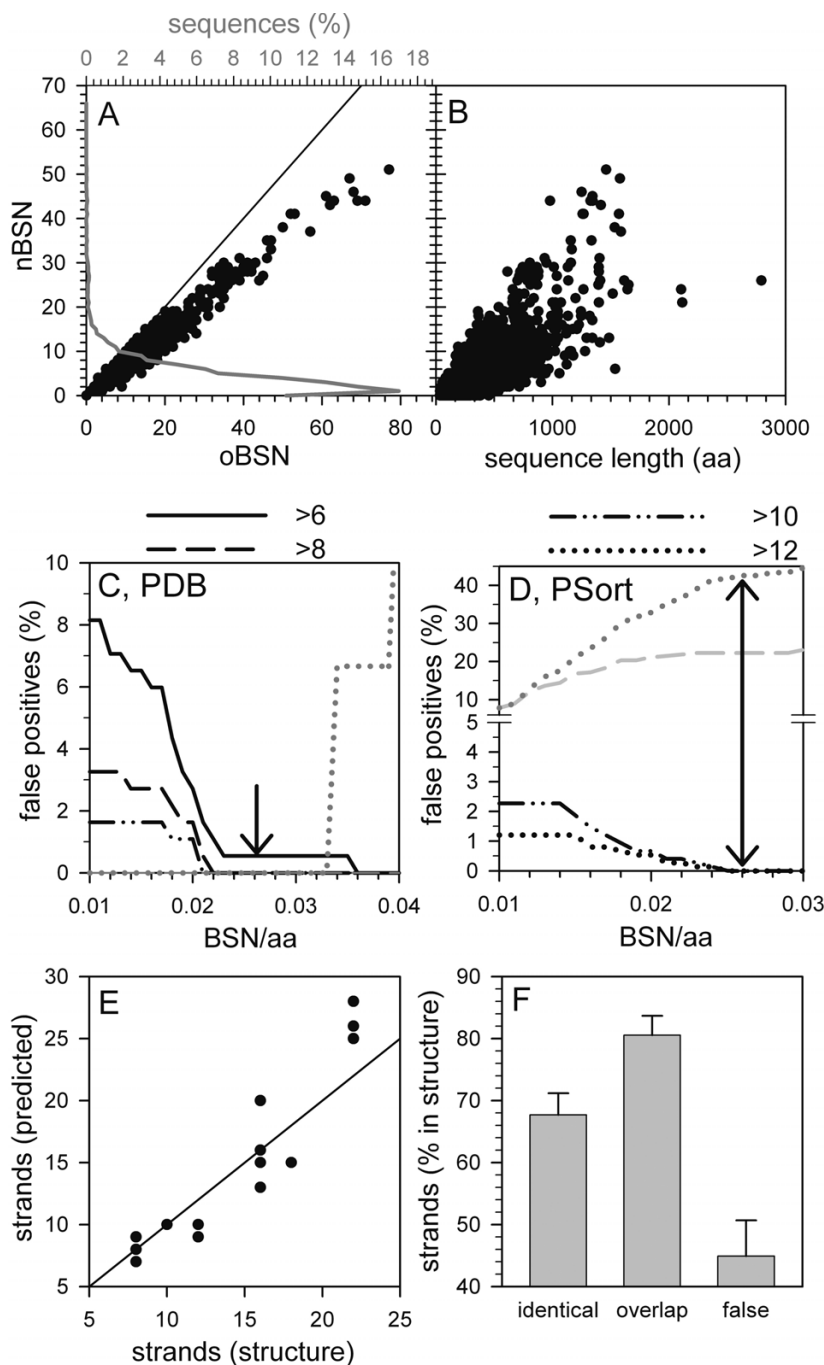 sequences (%)
0 2 4 6 8 10 12 14 16 18
70
60
50
40
30
20
10
0
nBSN
A
B
0 20 40 60 80
0 1000 2000 3000
oBSN
sequence length (aa)
>6
>8
>10
>12
10
8
6
4
2
0
false positives (%)
C, PDB
0.01 0.02 0.03 0.04
BSN/aa
40
30
20
10
5
4
3
2
1
0
false positives (%)
D, PSort
0.01 0.02 0.03
BSN/aa
30
25
20
15
10
5
strands (predicted)
E
5 10 15 20 25
strands (structure)
90
80
70
60
50
40
strands (% in structure)
F
identical overlap false